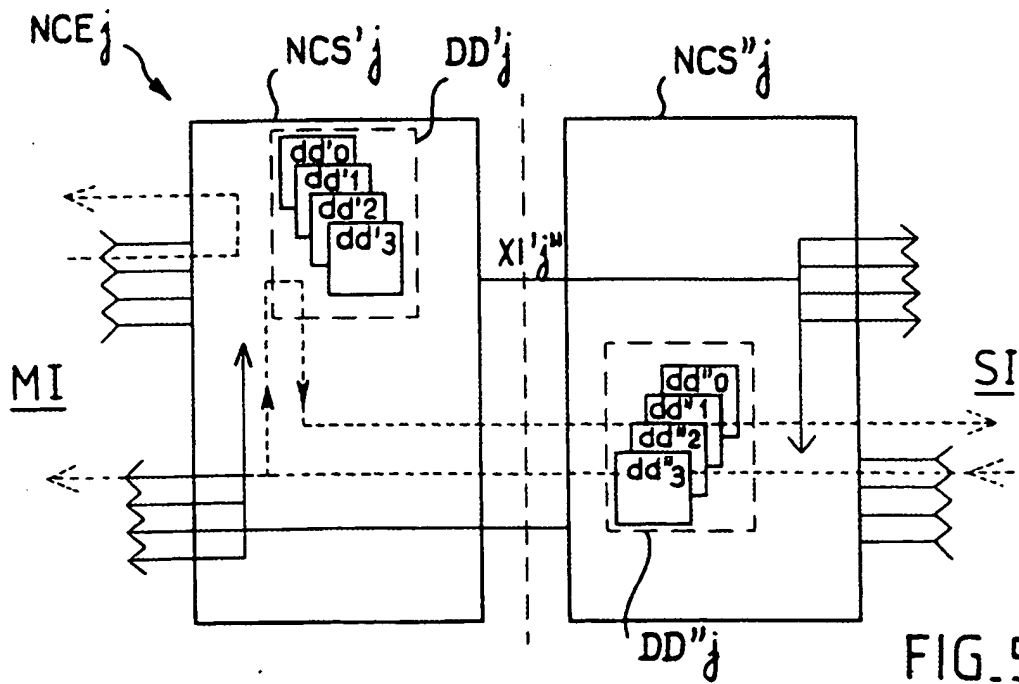 NCEj
NCS'j
DD'j
NCS"j
dd'0
dd'1
dd'2
dd'3
XI'j"
MI
SI
dd"0
dd"1
dd"2
dd"3
DD"j
FIG_5